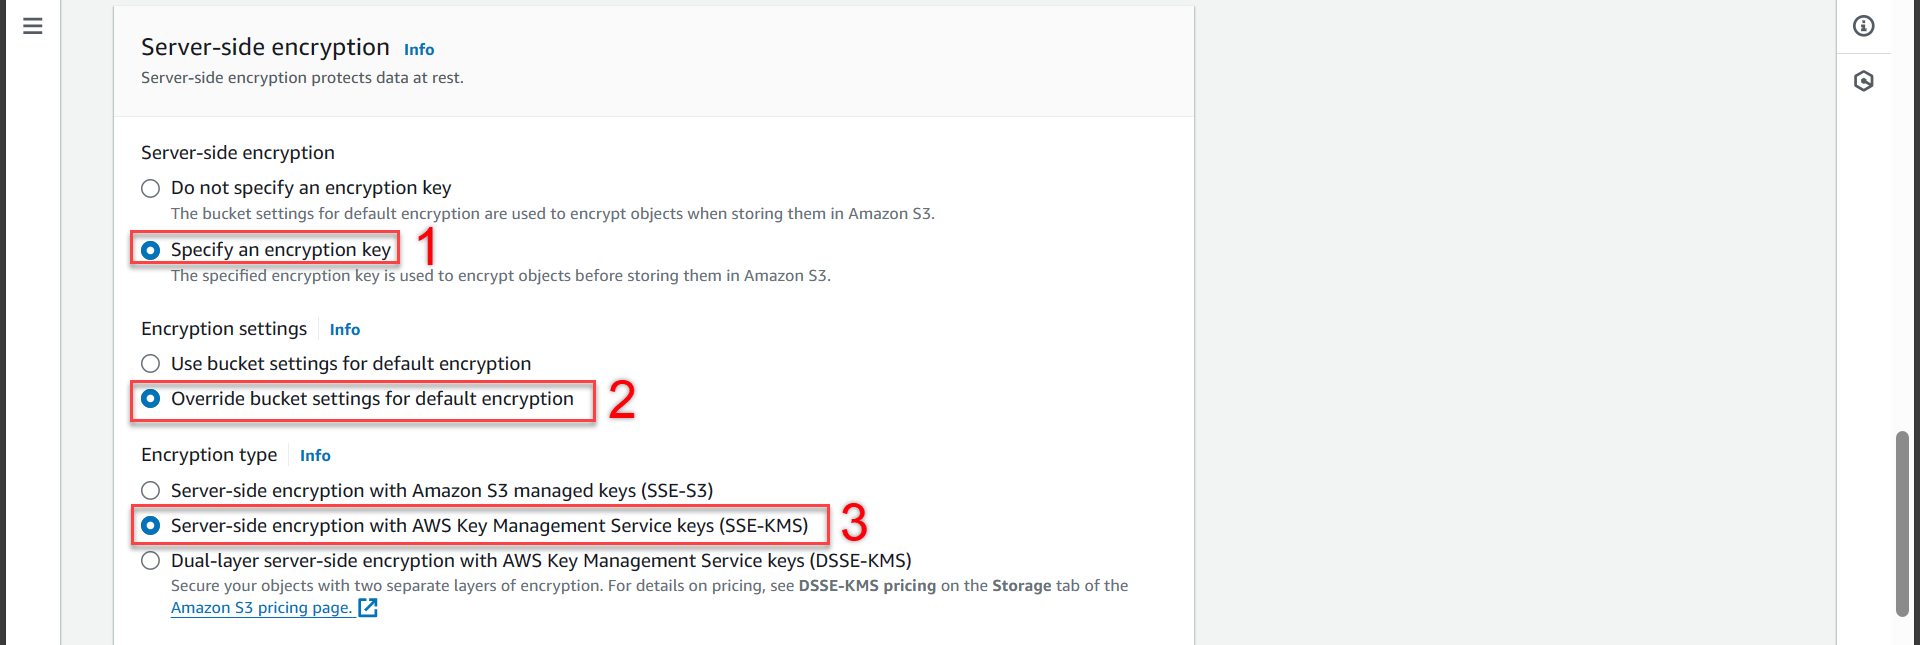 Server-side encryption Info
Server-side encryption protects data at rest.
Server-side encryption
Do not specify an encryption key
The bucket settings for default encryption are used to encrypt objects when storing them in Amazon S3.
Specify an encryption key 1
The specified encryption key is used to encrypt objects before storing them in Amazon S3.
Encryption settings Info
Use bucket settings for default encryption
Override bucket settings for default encryption 2
Encryption type Info
Server-side encryption with Amazon S3 managed keys (SSE-S3)
Server-side encryption with AWS Key Management Service keys (SSE-KMS) 3
Dual-layer server-side encryption with AWS Key Management Service keys (DSSE-KMS)
Secure your objects with two separate layers of encryption. For details on pricing, see DSSE-KMS pricing on the Storage tab of the
Amazon S3 pricing page.